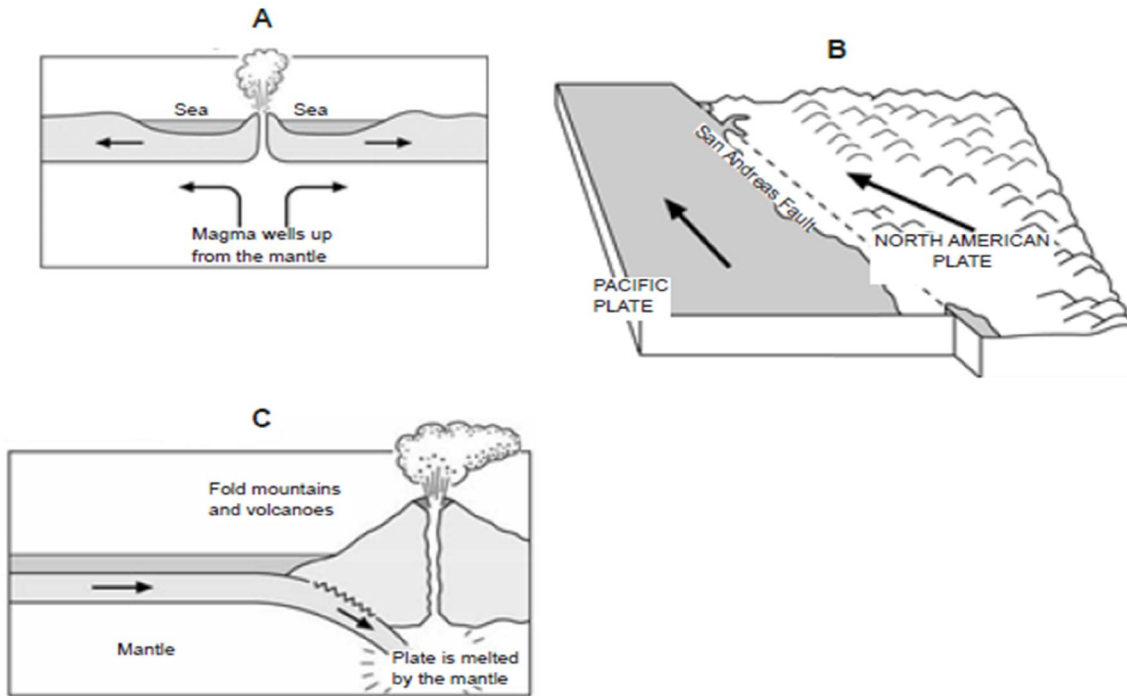 A
Sea
Sea
Magma wells up
from the mantle
B
San Andreas Fault
NORTH AMERICAN
PLATE
PACIFIC
PLATE
C
Fold mountains
and volcanoes
Mantle
Plate is melted
by the mantle